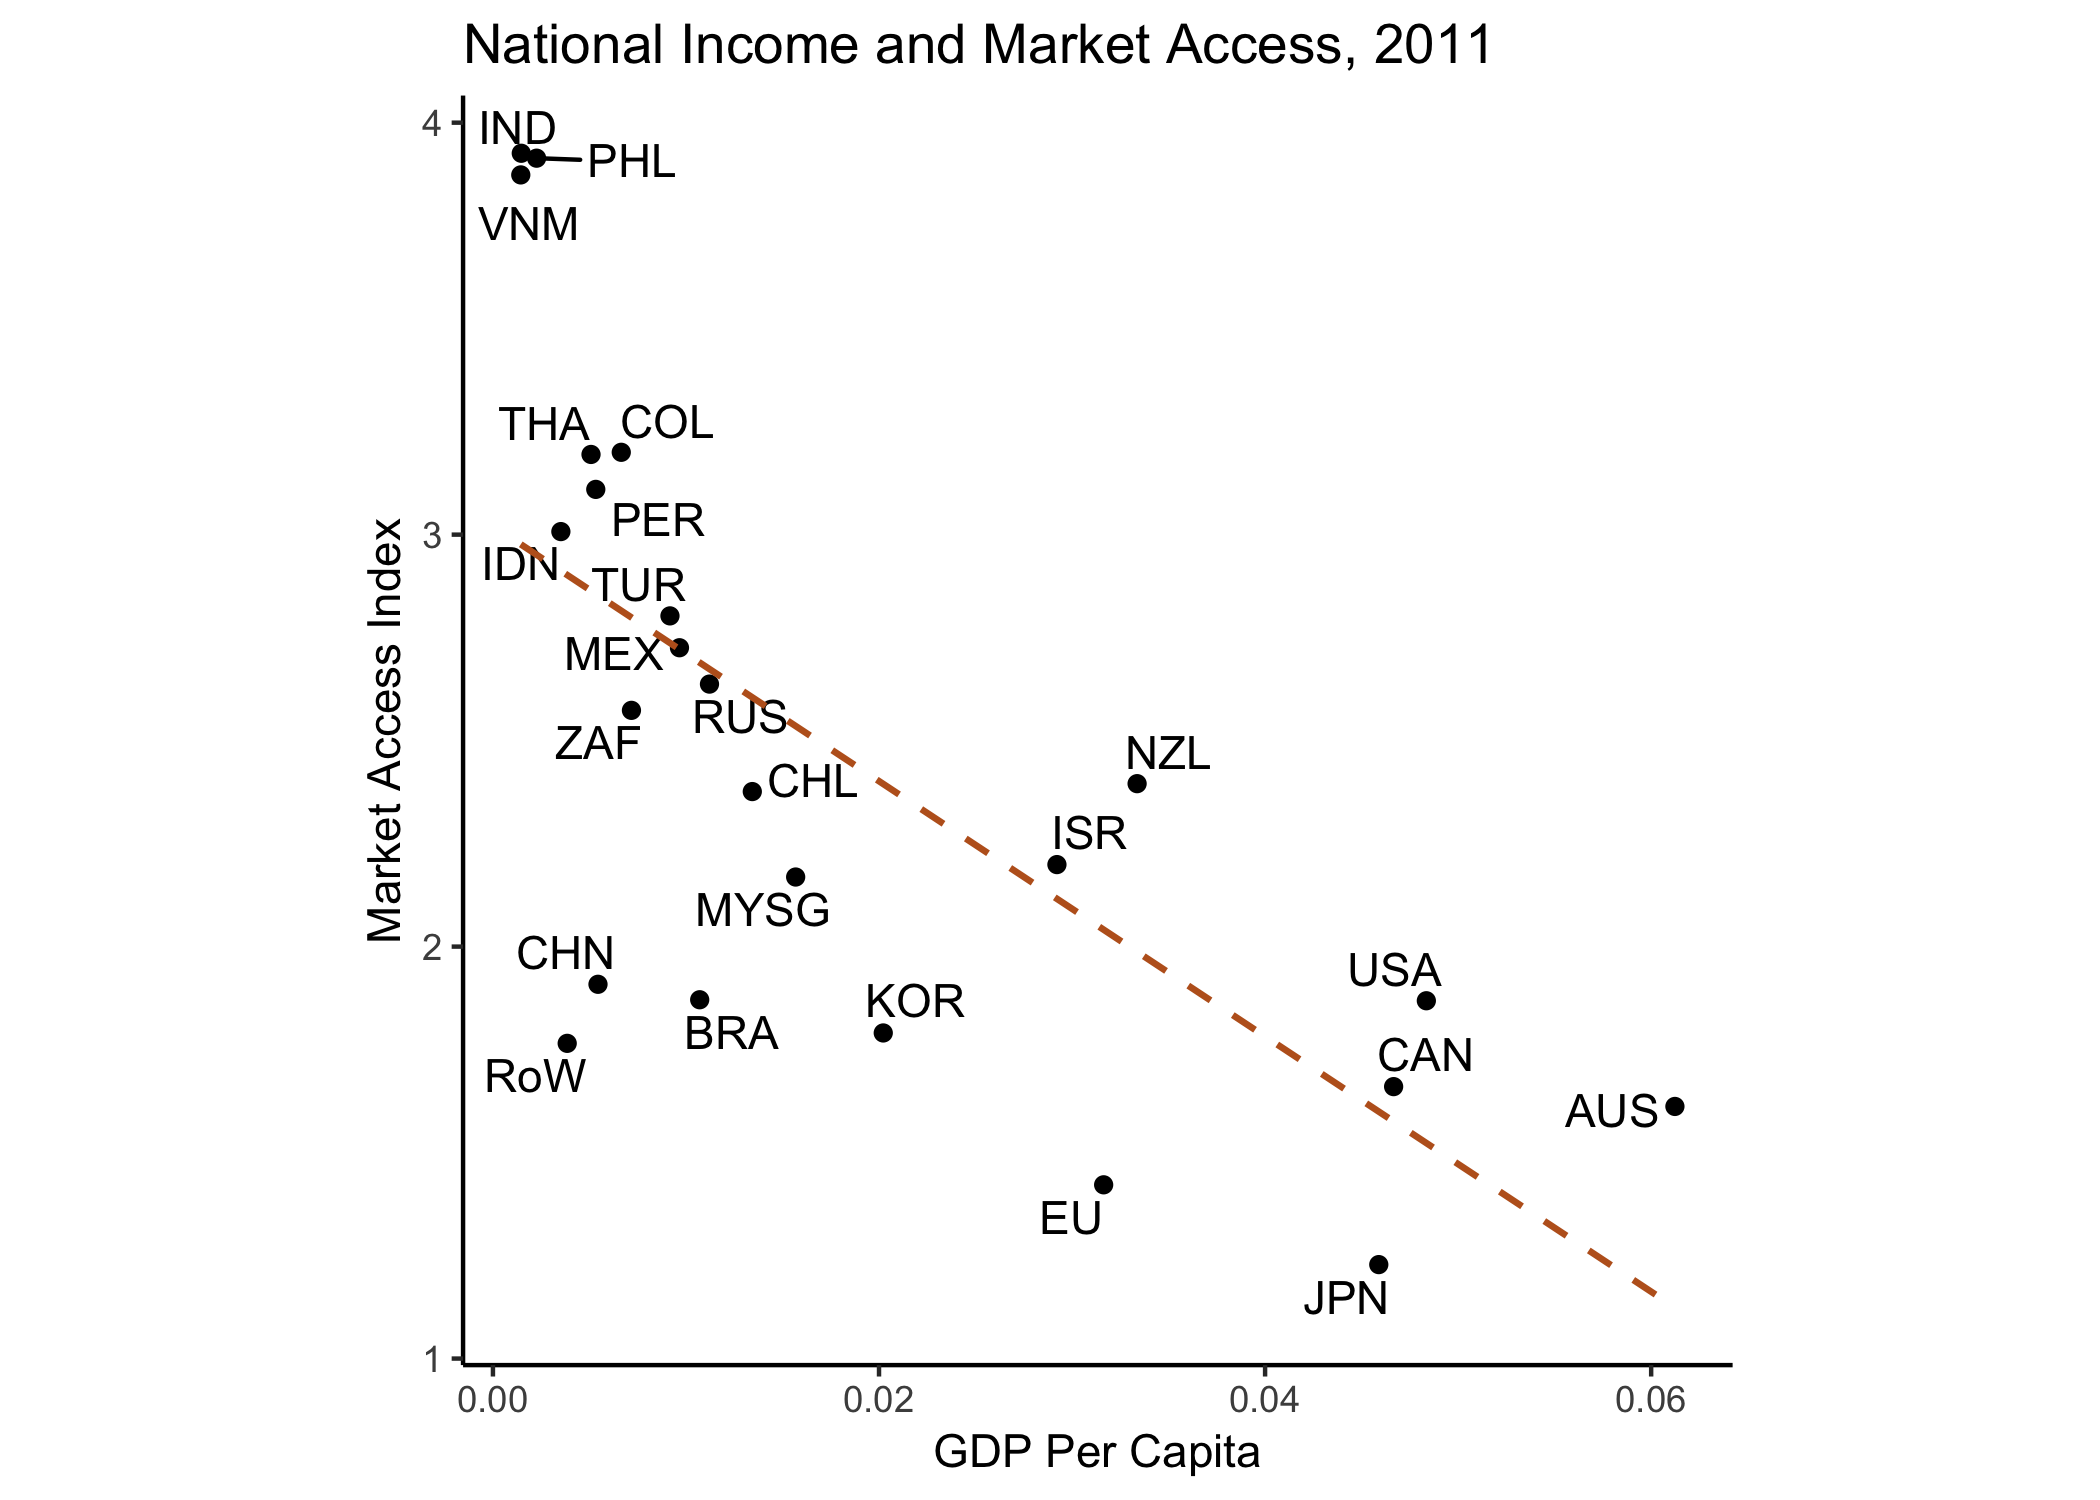 National Income and Market Access, 2011
Market Access Index
4
3
2
1
IND
PHL
VNM
THA
COL
PER
IDN
TUR
MEX
RUS
ZAF
CHL
NZL
ISR
MYSG
CHN
USA
BRA
KOR
RoW
CAN
AUS
EU
JPN
0.00 0.02 0.04 0.06
GDP Per Capita